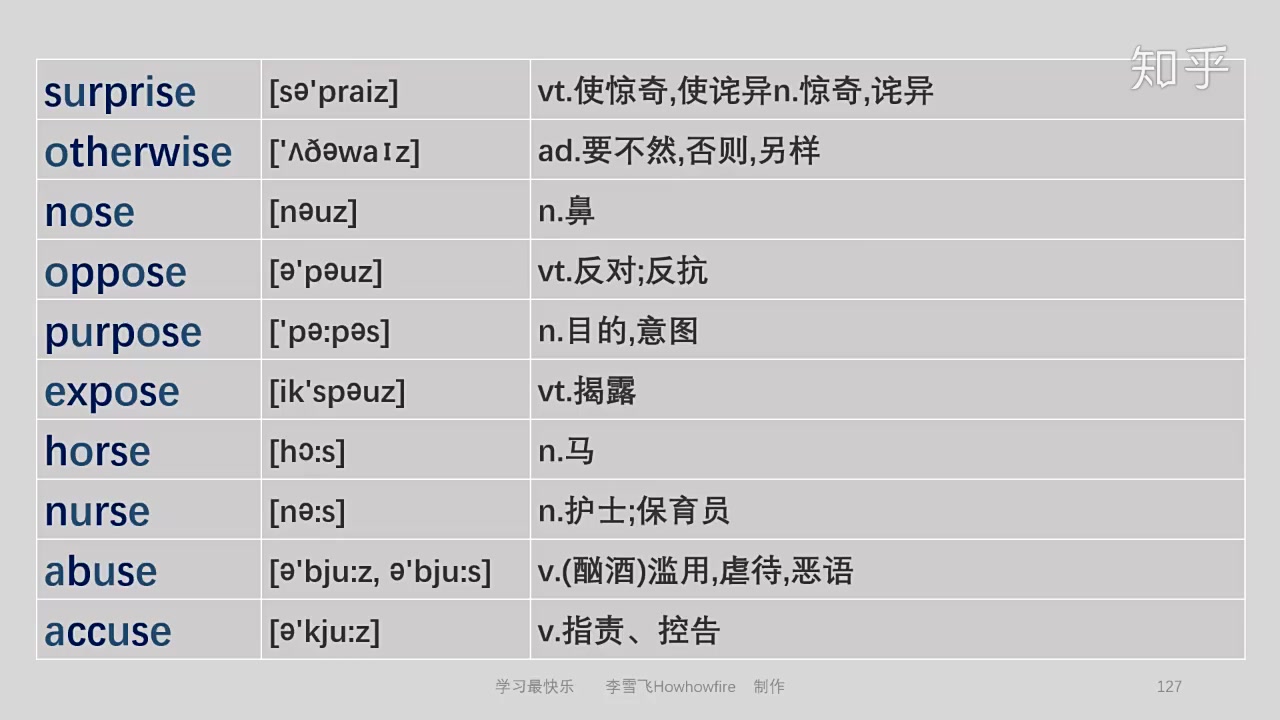 知乎
surprise [sə'praiz] vt.使惊奇,使诧异n.惊奇,诧异
otherwise ['ʌðəwaɪz] ad.要不然,否则,另样
nose [nəuz] n.鼻
oppose [ə'pəuz] vt.反对;反抗
purpose ['pə:pəs] n.目的,意图
expose [ik'spəuz] vt.揭露
horse [hɔ:s] n.马
nurse [nə:s] n.护士;保育员
abuse [ə'bju:z, ə'bju:s] v.(酗酒)滥用,虐待,恶语
accuse [ə'kju:z] v.指责、控告
学习最快乐 李雪飞Howhowfire 制作 127